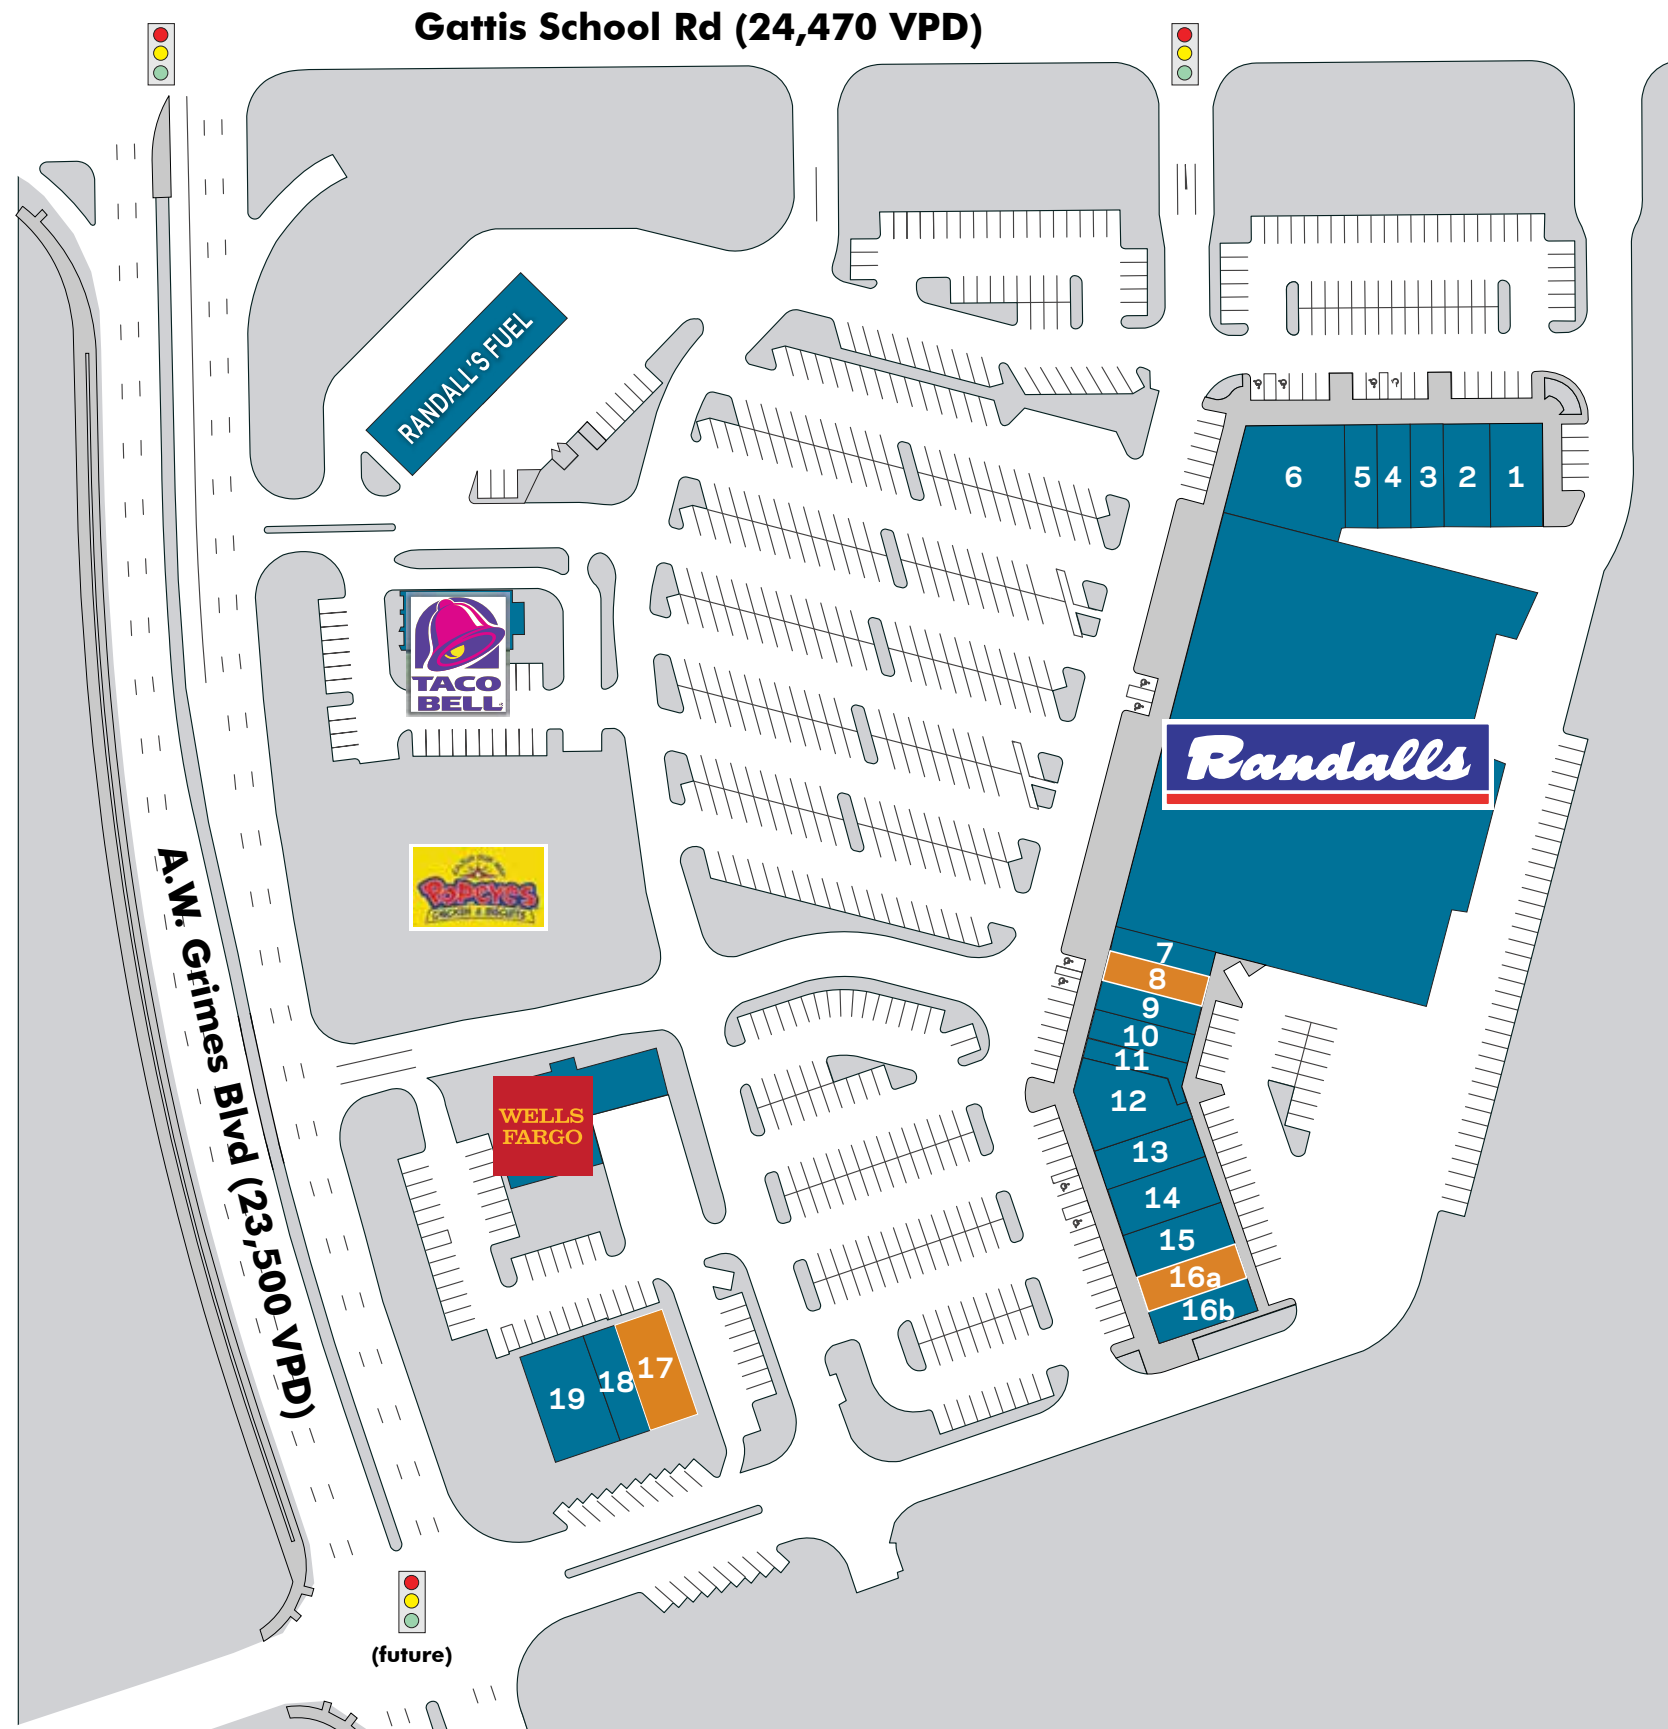 Gattis School Rd (24,470 VPD)
RANDALL'S FUEL
6
5
4
3
2
1
TACO
BELL
Randalls
POPEYES
CHICKEN & BISCUITS
A.W. Grimes Blvd (23,500 VPD)
7
8
9
10
11
12
13
14
15
16a
16b
WELLS
FARGO
17
18
19
(future)